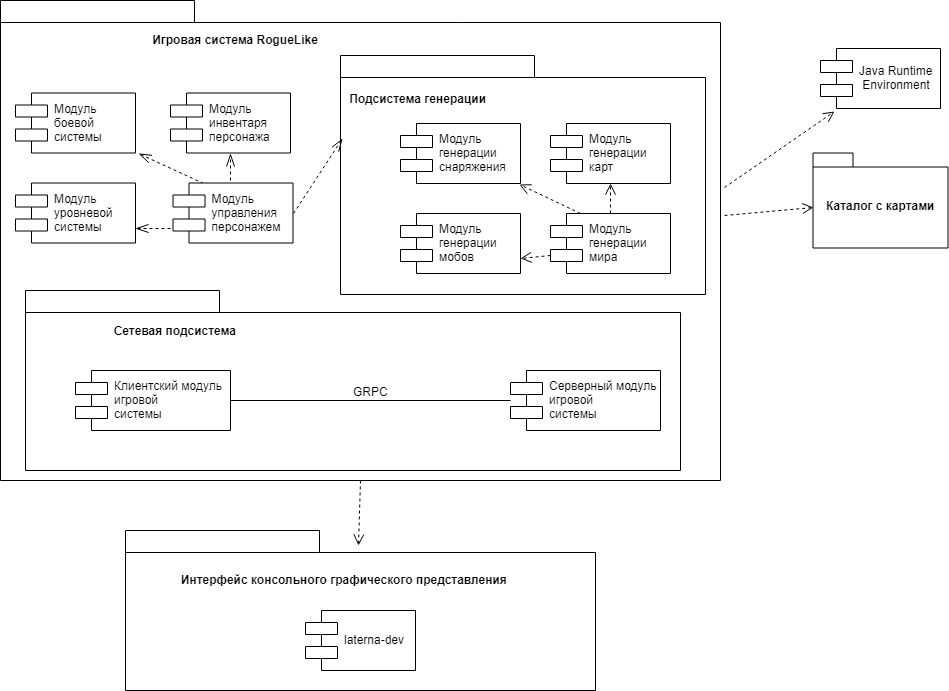 Игровая система RogueLike
Модуль
боевой
системы
Модуль
инвентаря
персонажа
Модуль
уровневой
системы
Модуль
управления
персонажем
Подсистема генерации
Модуль
генерации
снаряжения
Модуль
генерации
карт
Модуль
генерации
мобов
Модуль
генерации
мира
Java Runtime
Environment
Каталог с картами
Сетевая подсистема
Клиентский модуль
игровой
системы
GRPC
Серверный модуль
игровой
системы
Интерфейс консольного графического представления
laterna-dev